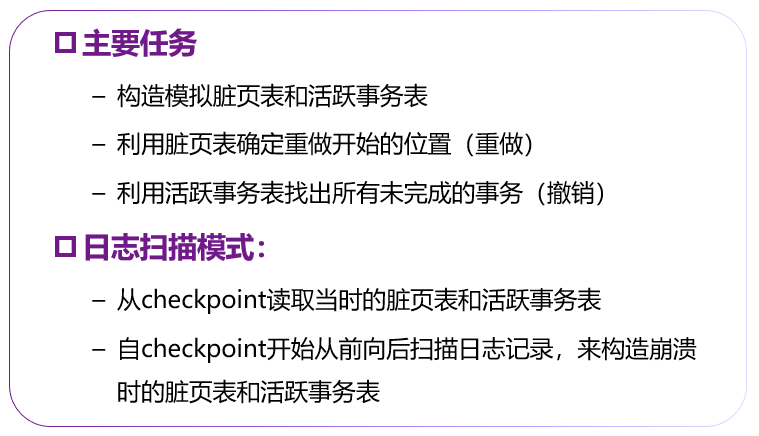 主要任务
– 构造模拟脏页表和活跃事务表
– 利用脏页表确定重做开始的位置（重做）
– 利用活跃事务表找出所有未完成的事务（撤销）
日志扫描模式：
– 从checkpoint读取当时的脏页表和活跃事务表
– 自checkpoint开始从前向后扫描日志记录，来构造崩溃
时的脏页表和活跃事务表